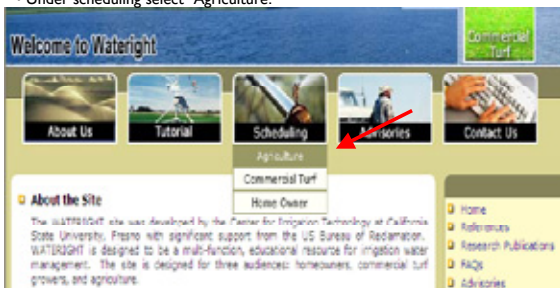 • Under scheduling select "Agriculture."
Welcome to Wateright
Commercial
Turf
About Us
Tutorial
Scheduling
Advisories
Contact Us
Agriculture
Commercial Turf
Home Owner
About the Site
The WATERIGHT site was developed by the Center for Irrigation Technology at California
State University, Fresno with significant support from the US Bureau of Reclamation.
WATERIGHT is designed to be a multi-function, educational resource for irrigation water
management. The site is designed for three audiences: homeowners, commercial turf
growers, and agriculture.
Home
References
Research Publications
FAQs
Advisories